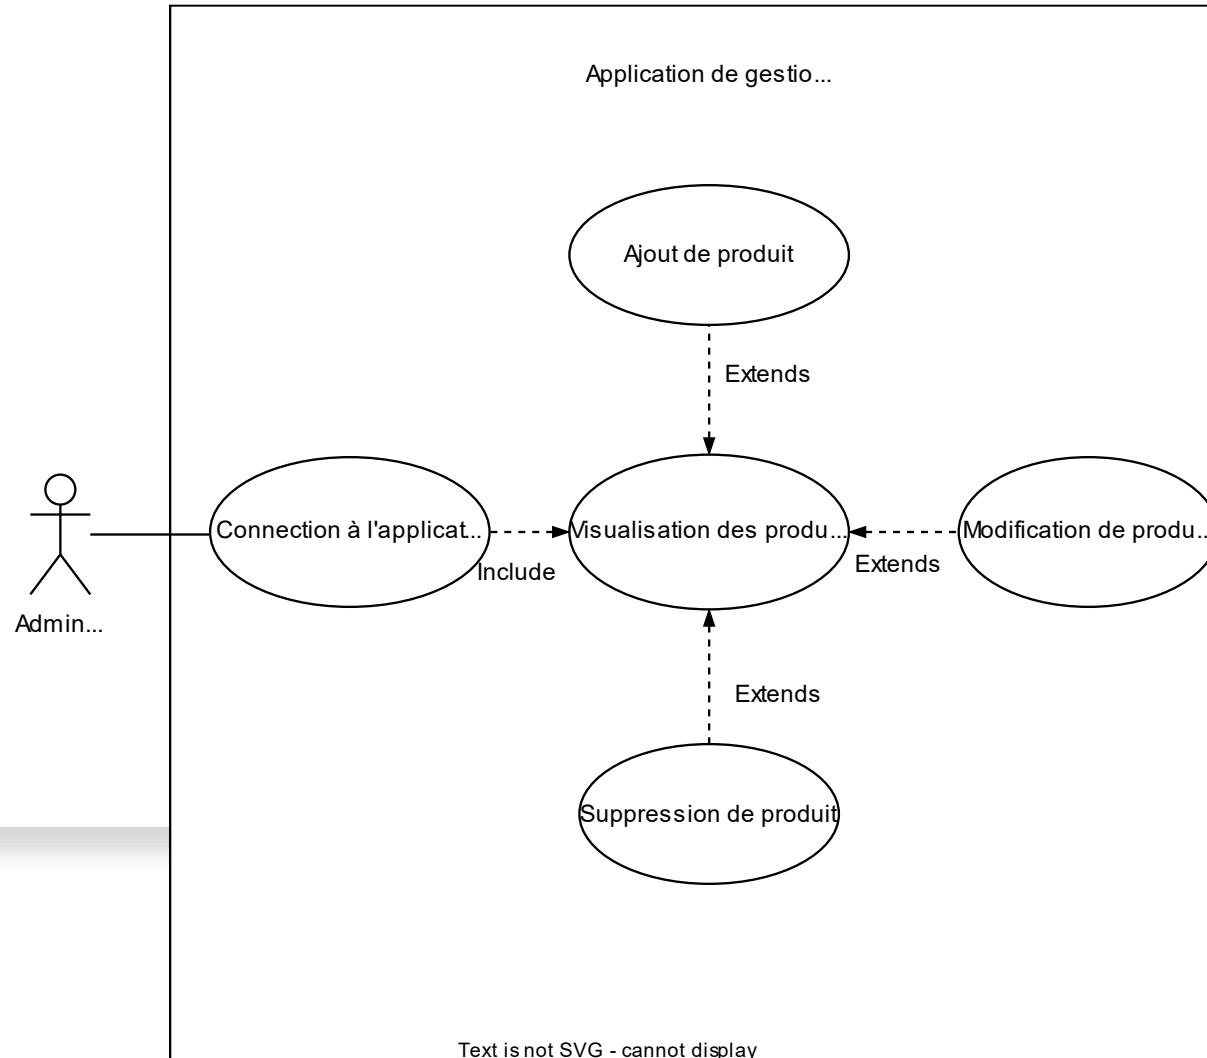 Application de gestio...
Ajout de produit
Extends
Connection à l'applicat...
Visualisation des produ...
Modification de produ...
Include
Extends
Admin...
Extends
Suppression de produit
Text is not SVG - cannot display